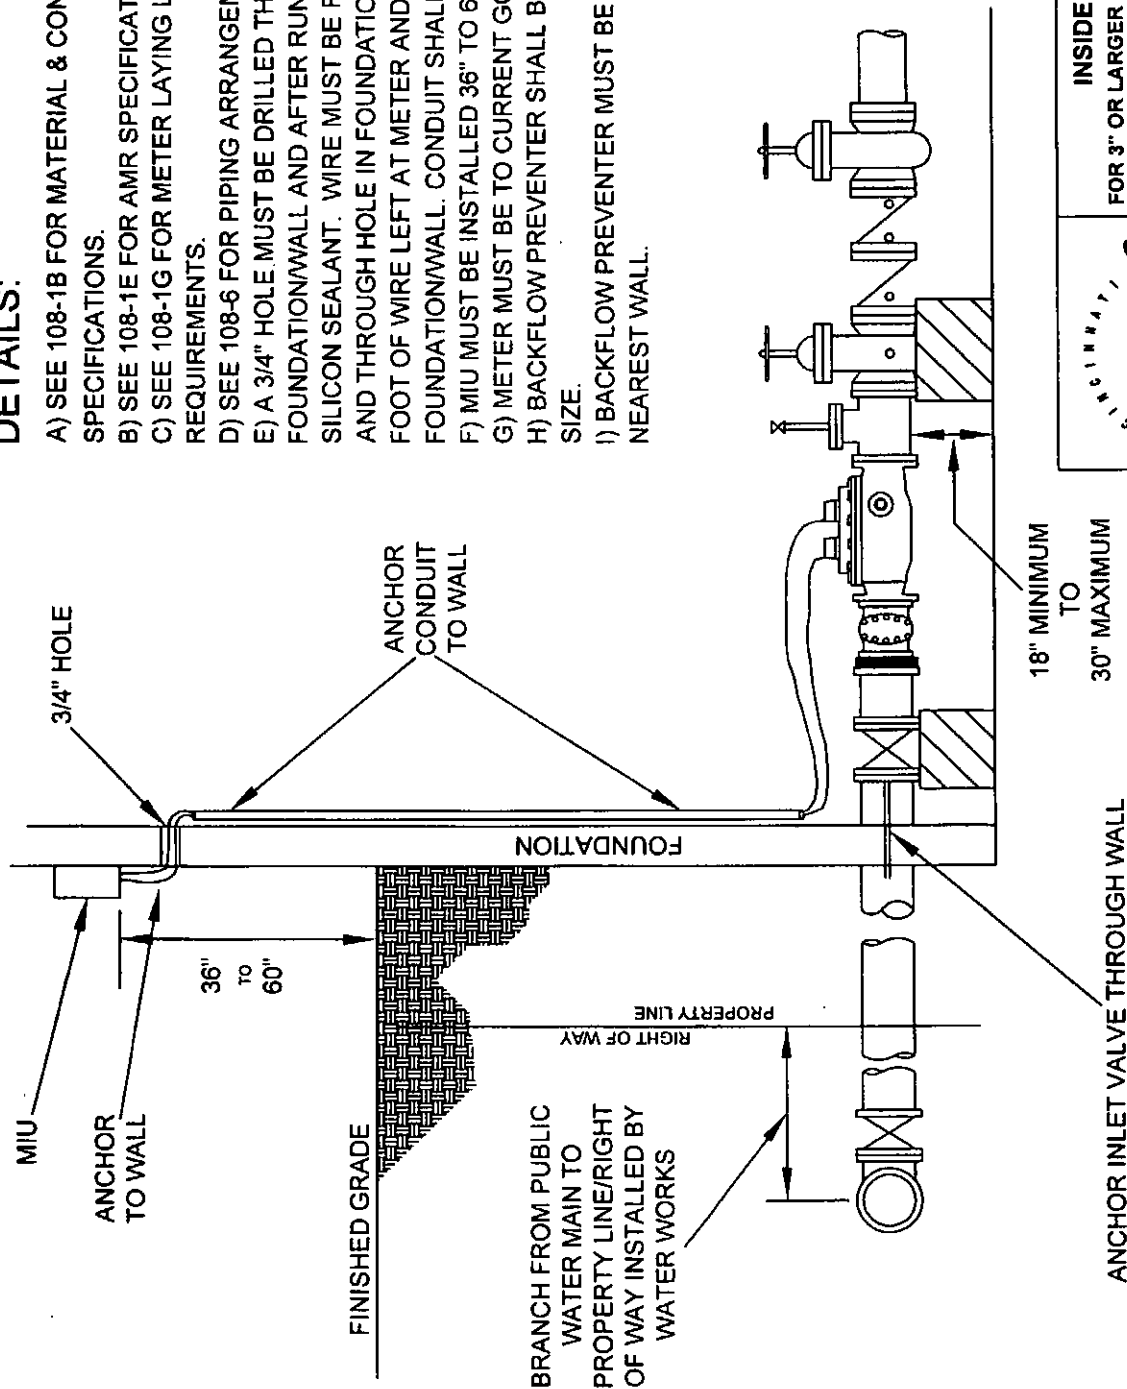 DETAILS:
A) SEE 108-1B FOR MATERIAL & CON
SPECIFICATIONS.
B) SEE 108-1E FOR AMR SPECIFICAT
C) SEE 108-1G FOR METER LAYING L
REQUIREMENTS.
D) SEE 108-6 FOR PIPING ARRANGEM
E) A 3/4" HOLE MUST BE DRILLED TH
FOUNDATION/WALL AND AFTER RUN
SILICON SEALANT. WIRE MUST BE R
AND THROUGH HOLE IN FOUNDATIO
FOOT OF WIRE LEFT AT METER AND
FOUNDATION/WALL. CONDUIT SHALL
F) MIU MUST BE INSTALLED 36" TO 6
G) METER MUST BE TO CURRENT GC
H) BACKFLOW PREVENTER SHALL B
SIZE.
I) BACKFLOW PREVENTER MUST BE
NEAREST WALL.
MIU
3/4" HOLE
ANCHOR
TO WALL
ANCHOR
CONDUIT
TO WALL
36"
TO
60"
FINISHED GRADE
FOUNDATION
RIGHT OF WAY
PROPERTY LINE
BRANCH FROM PUBLIC
WATER MAIN TO
PROPERTY LINE/RIGHT
OF WAY INSTALLED BY
WATER WORKS
18" MINIMUM
TO
30" MAXIMUM
ANCHOR INLET VALVE THROUGH WALL
INSIDE
FOR 3" OR LARGER
INCINNAT